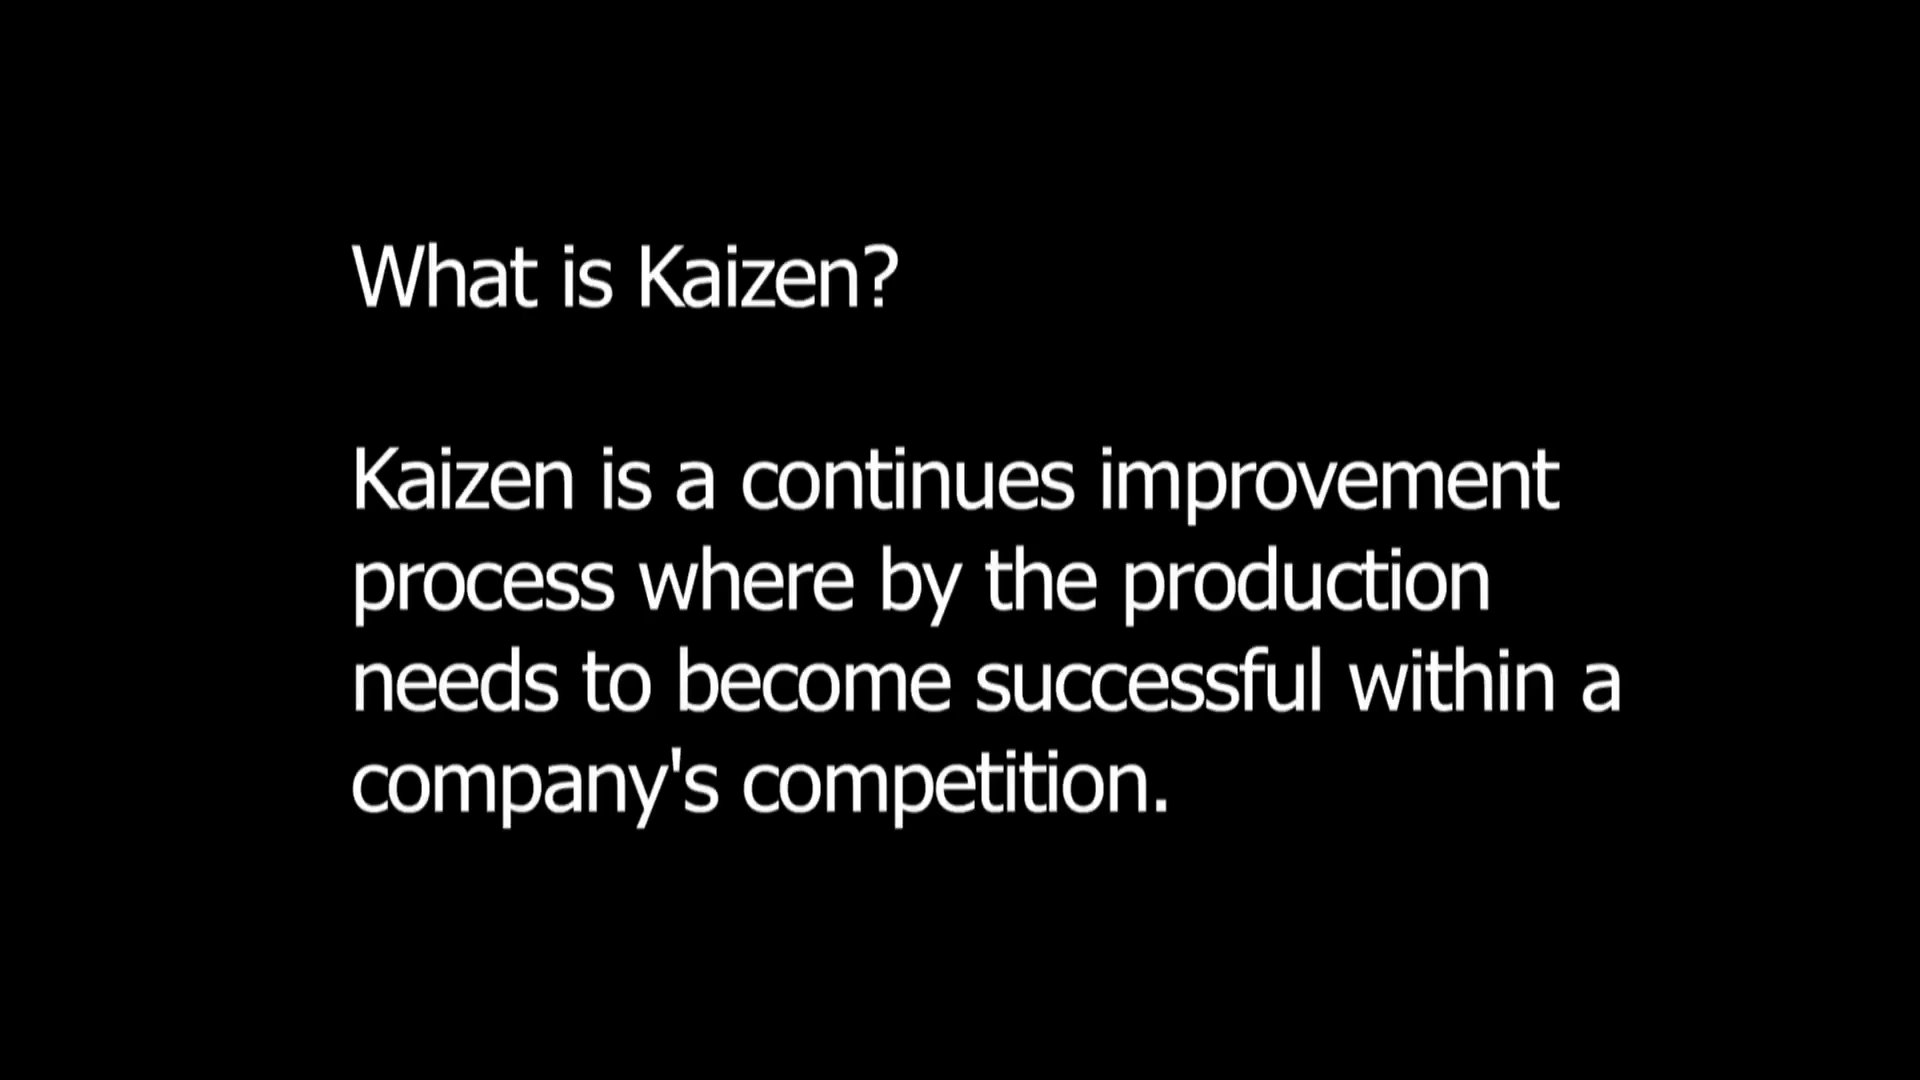 What is Kaizen?
Kaizen is a continues improvement
process where by the production
needs to become successful within a
company's competition.